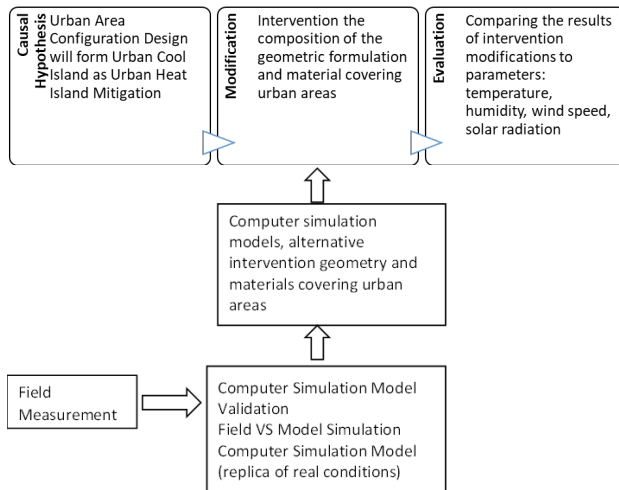 Causal
Hypothesis
Urban Area
Configuration Design
will form Urban Cool
Island as Urban Heat
Island Mitigation
Modification
Intervention the
composition of the
geometric formulation
and material covering
urban areas
Evaluation
Comparing the results
of intervention
modifications to
parameters:
temperature,
humidity, wind speed,
solar radiation
Computer simulation
models, alternative
intervention geometry and
materials covering urban
areas
Field
Measurement
Computer Simulation Model
Validation
Field VS Model Simulation
Computer Simulation Model
(replica of real conditions)